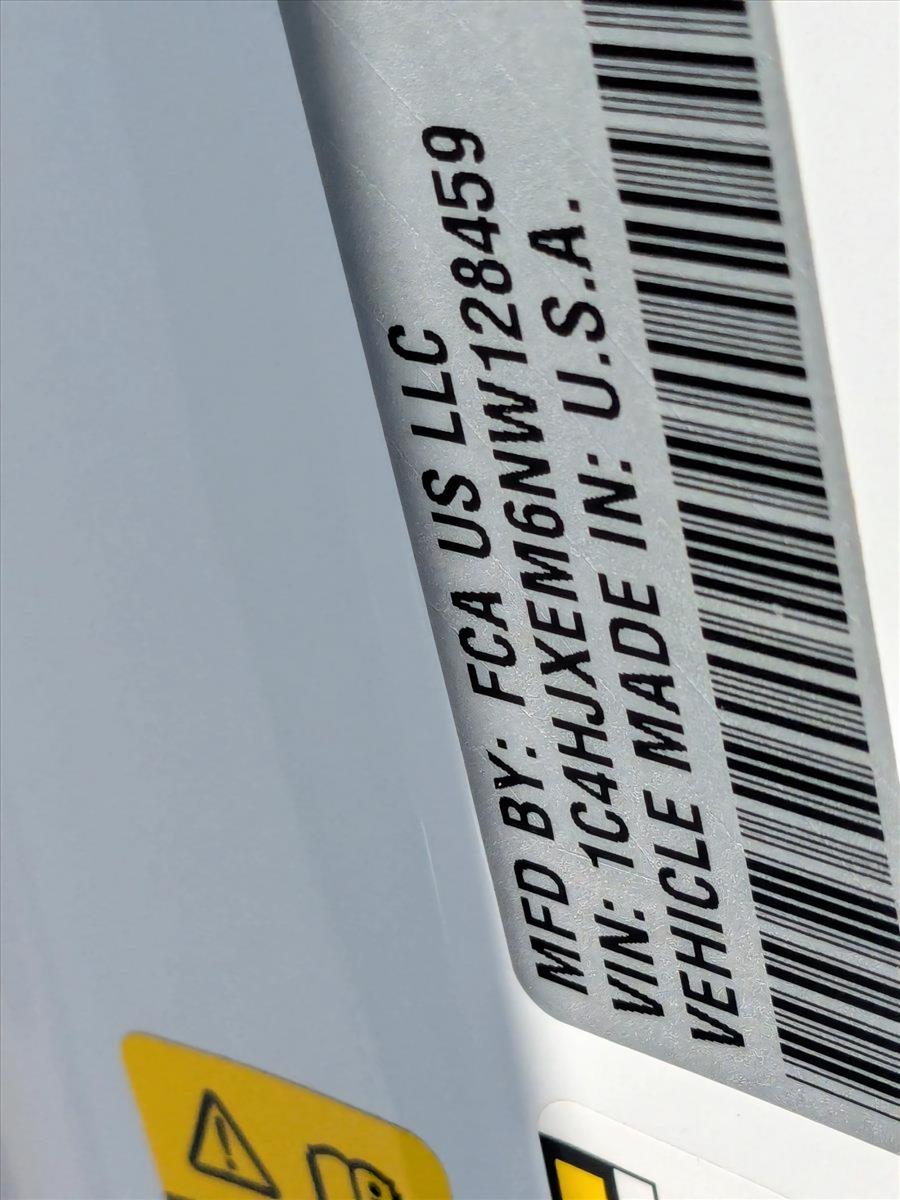 MFD BY: FCA US LLC
VIN: 1C4HJXEM6NW128459
VEHICLE MADE IN: U.S.A.